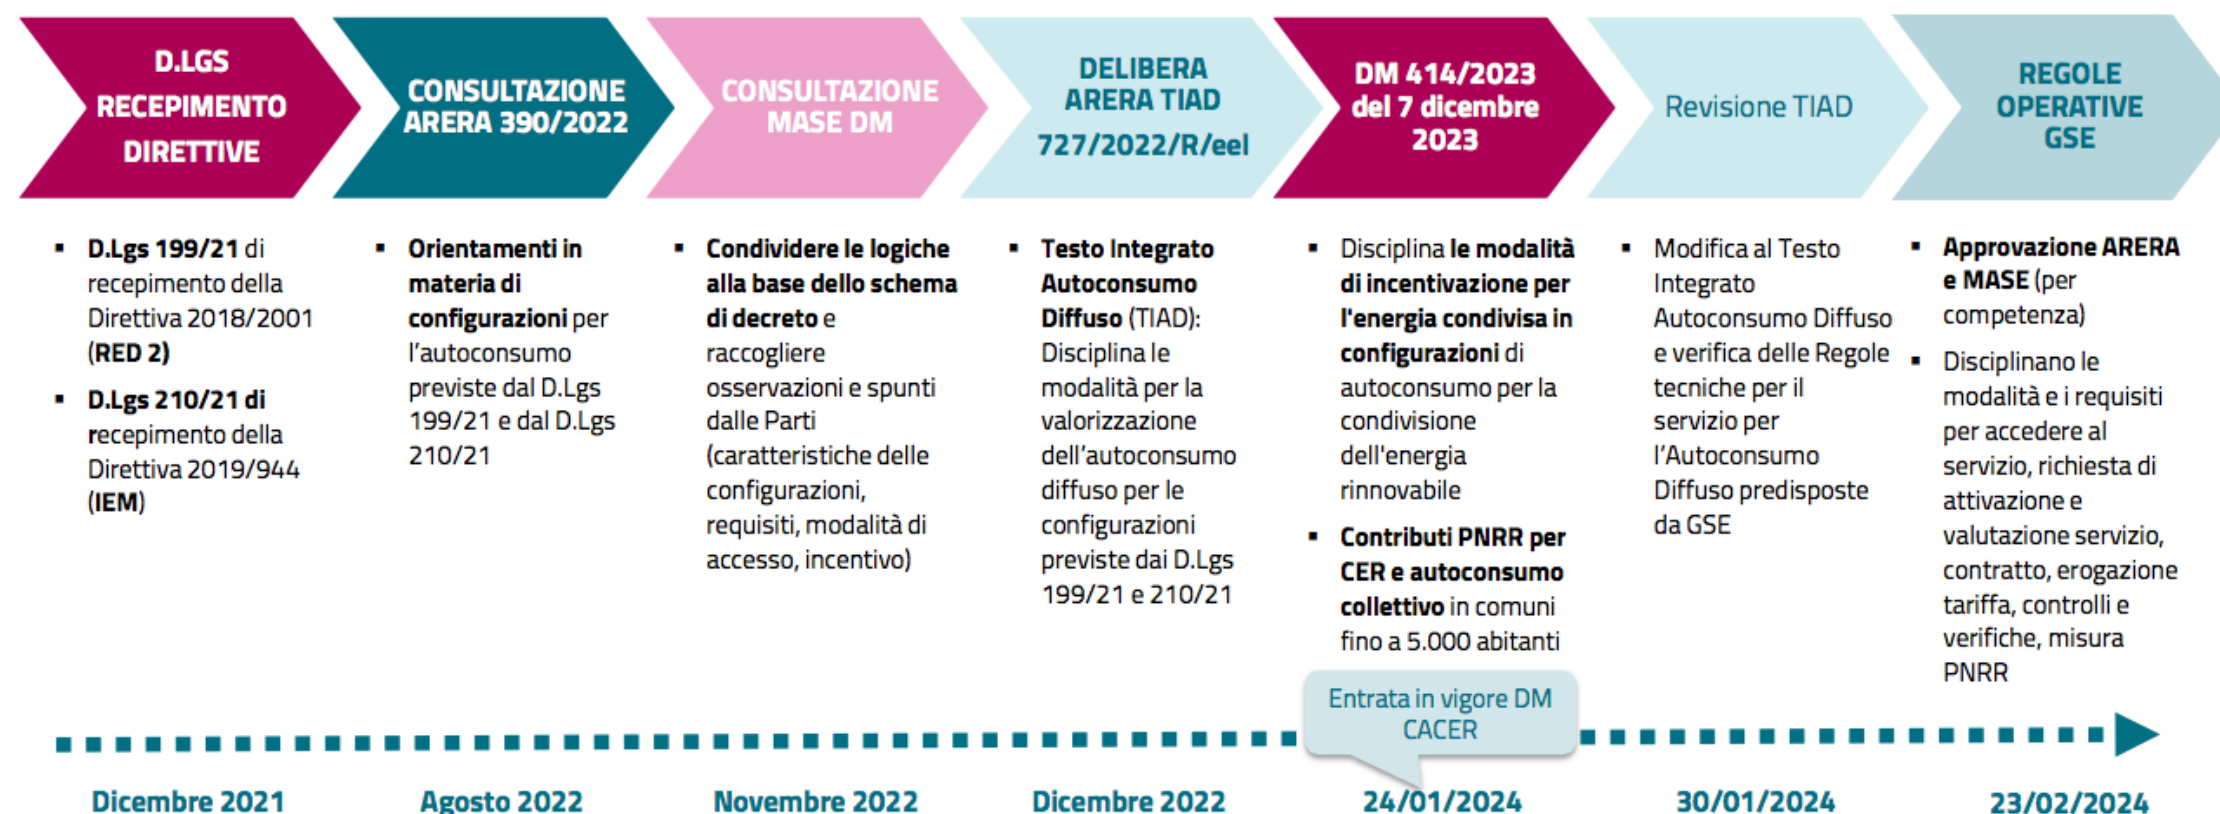 D.LGS
RECEPIMENTO
DIRETTIVE
CONSULTAZIONE
ARERA 390/2022
CONSULTAZIONE
MASE DM
DELIBERA
ARERA TIAD
727/2022/R/eel
DM 414/2023
del 7 dicembre
2023
Revisione TIAD
REGOLE
OPERATIVE
GSE
▪ D.Lgs 199/21 di
recepimento della
Direttiva 2018/2001
(RED 2)
▪ D.Lgs 210/21 di
recepimento della
Direttiva 2019/944
(IEM)
▪ Orientamenti in
materia di
configurazioni per
l’autoconsumo
previste dal D.Lgs
199/21 e dal D.Lgs
210/21
▪ Condividere le logiche
alla base dello schema
di decreto e
raccogliere
osservazioni e spunti
dalle Parti
(caratteristiche delle
configurazioni,
requisiti, modalità di
accesso, incentivo)
▪ Testo Integrato
Autoconsumo
Diffuso (TIAD):
Disciplina le
modalità per la
valorizzazione
dell’autoconsumo
diffuso per le
configurazioni
previste dai D.Lgs
199/21 e 210/21
▪ Disciplina le modalità
di incentivazione per
l'energia condivisa in
configurazioni di
autoconsumo per la
condivisione
dell'energia
rinnovabile
▪ Contributi PNRR per
CER e autoconsumo
collettivo in comuni
fino a 5.000 abitanti
▪ Modifica al Testo
Integrato
Autoconsumo Diffuso
e verifica delle Regole
tecniche per il
servizio per
l’Autoconsumo
Diffuso predisposte
da GSE
▪ Approvazione ARERA
e MASE (per
competenza)
▪ Disciplinano le
modalità e i requisiti
per accedere al
servizio, richiesta di
attivazione e
valutazione servizio,
contratto, erogazione
tariffa, controlli e
verifiche, misura
PNRR
Entrata in vigore DM
CACER
Dicembre 2021
Agosto 2022
Novembre 2022
Dicembre 2022
24/01/2024
30/01/2024
23/02/2024